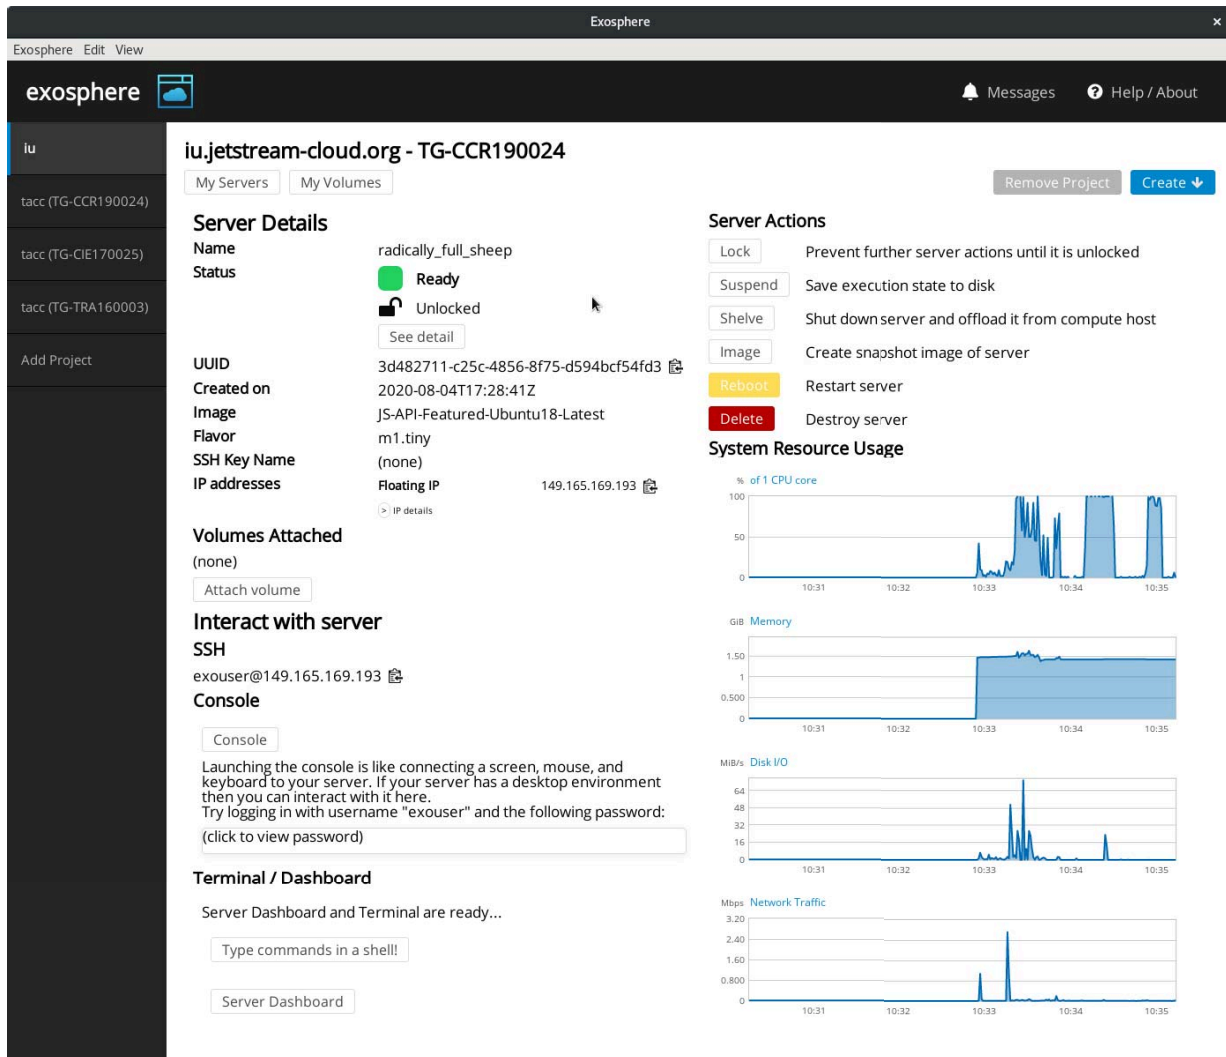 Exosphere
×
Exosphere Edit View
exosphere
Messages
Help / About
iu
tacc (TG-CCR190024)
tacc (TG-CIE170025)
tacc (TG-TRA160003)
Add Project
iu.jetstream-cloud.org - TG-CCR190024
My Servers My Volumes
Remove Project Create
Server Details
Name radically_full_sheep
Status Ready
Unlocked
See detail
UUID 3d482711-c25c-4856-8f75-d594bcf54fd3
Created on 2020-08-04T17:28:41Z
Image JS-API-Featured-Ubuntu18-Latest
Flavor m1.tiny
SSH Key Name (none)
IP addresses Floating IP 149.165.169.193
> IP details
Volumes Attached
(none)
Attach volume
Interact with server
SSH
exouser@149.165.169.193
Console
Console
Launching the console is like connecting a screen, mouse, and
keyboard to your server. If your server has a desktop environment
then you can interact with it here.
Try logging in with username "exouser" and the following password:
(click to view password)
Terminal / Dashboard
Server Dashboard and Terminal are ready...
Type commands in a shell!
Server Dashboard
Server Actions
Lock Prevent further server actions until it is unlocked
Suspend Save execution state to disk
Shelve Shut down server and offload it from compute host
Image Create snapshot image of server
Reboot Restart server
Delete Destroy server
System Resource Usage
% of 1 CPU core
100
50
0
10:31 10:32 10:33 10:34 10:35
GiB Memory
1.50
1
0.500
0
10:31 10:32 10:33 10:34 10:35
MiB/s Disk I/O
64
48
32
16
0
10:31 10:32 10:33 10:34 10:35
Mbps Network Traffic
3.20
2.40
1.60
0.800
0
10:31 10:32 10:33 10:34 10:35